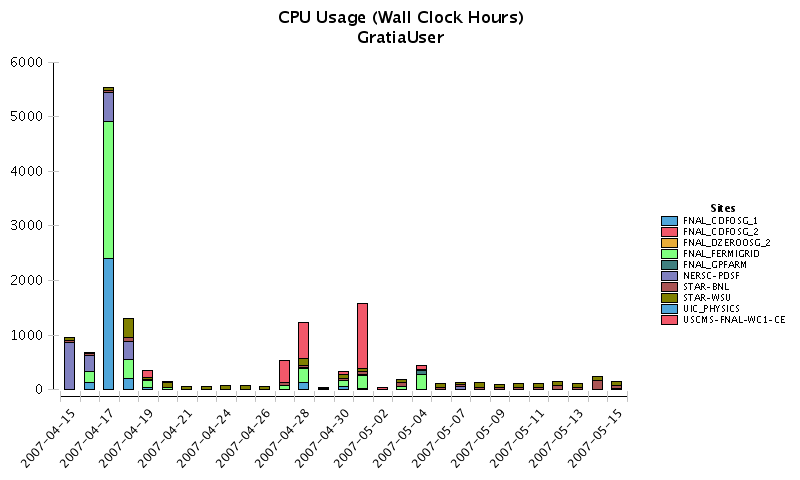 CPU Usage (Wall Clock Hours)
GratiaUser
6000
5000
4000
3000
2000
1000
0
2007-04-15
2007-04-17
2007-04-19
2007-04-21
2007-04-24
2007-04-26
2007-04-28
2007-04-30
2007-05-02
2007-05-04
2007-05-07
2007-05-09
2007-05-11
2007-05-13
2007-05-15
Sites
FNAL_CDFOSG_1
FNAL_CDFOSG_2
FNAL_DZEROOSG_2
FNAL_FERMIGRID
FNAL_GPFARM
NERSC-PDSF
STAR-BNL
STAR-WSU
UIC_PHYSICS
USCMS-FNAL-WC1-CE